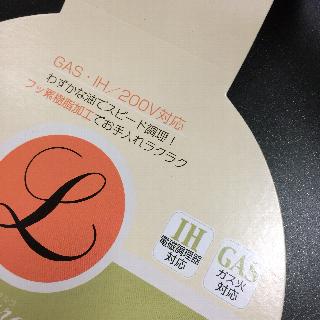 GAS・IH／200V対応
わずかな油でスピード調理！
フッ素樹脂加工でお手入れラクラク
L
IH
電磁調理器
対応
GAS
ガス火
対応